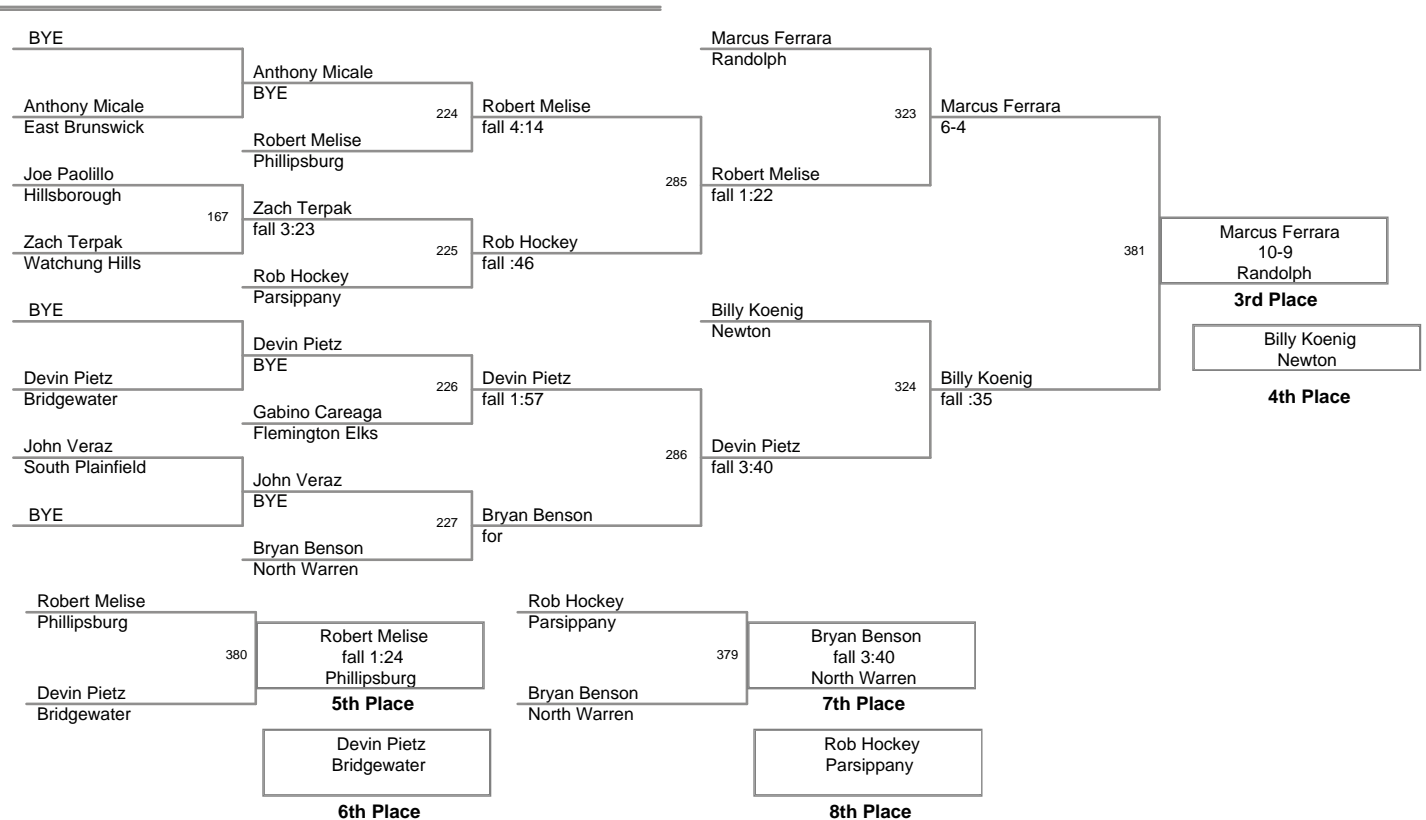 BYE
Anthony Micale
East Brunswick
Joe Paolillo
Hillsborough
167
Zach Terpak
Watchung Hills
BYE
Devin Pietz
Bridgewater
John Veraz
South Plainfield
BYE
Anthony Micale
BYE
224
Robert Melise
Phillipsburg
Zach Terpak
fall 3:23
225
Rob Hockey
Parsippany
Devin Pietz
BYE
226
Gabino Careaga
Flemington Elks
John Veraz
BYE
227
Bryan Benson
North Warren
Robert Melise
fall 4:14
285
Rob Hockey
fall :46
Devin Pietz
fall 1:57
286
Bryan Benson
for
Marcus Ferrara
Randolph
323
Robert Melise
fall 1:22
Billy Koenig
Newton
324
Devin Pietz
fall 3:40
Marcus Ferrara
6-4
381
Billy Koenig
fall :35
Marcus Ferrara
10-9
Randolph
3rd Place
Billy Koenig
Newton
4th Place
Robert Melise
Phillipsburg
380
Devin Pietz
Bridgewater
Robert Melise
fall 1:24
Phillipsburg
5th Place
Devin Pietz
Bridgewater
6th Place
Rob Hockey
Parsippany
379
Bryan Benson
North Warren
Bryan Benson
fall 3:40
North Warren
7th Place
Rob Hockey
Parsippany
8th Place